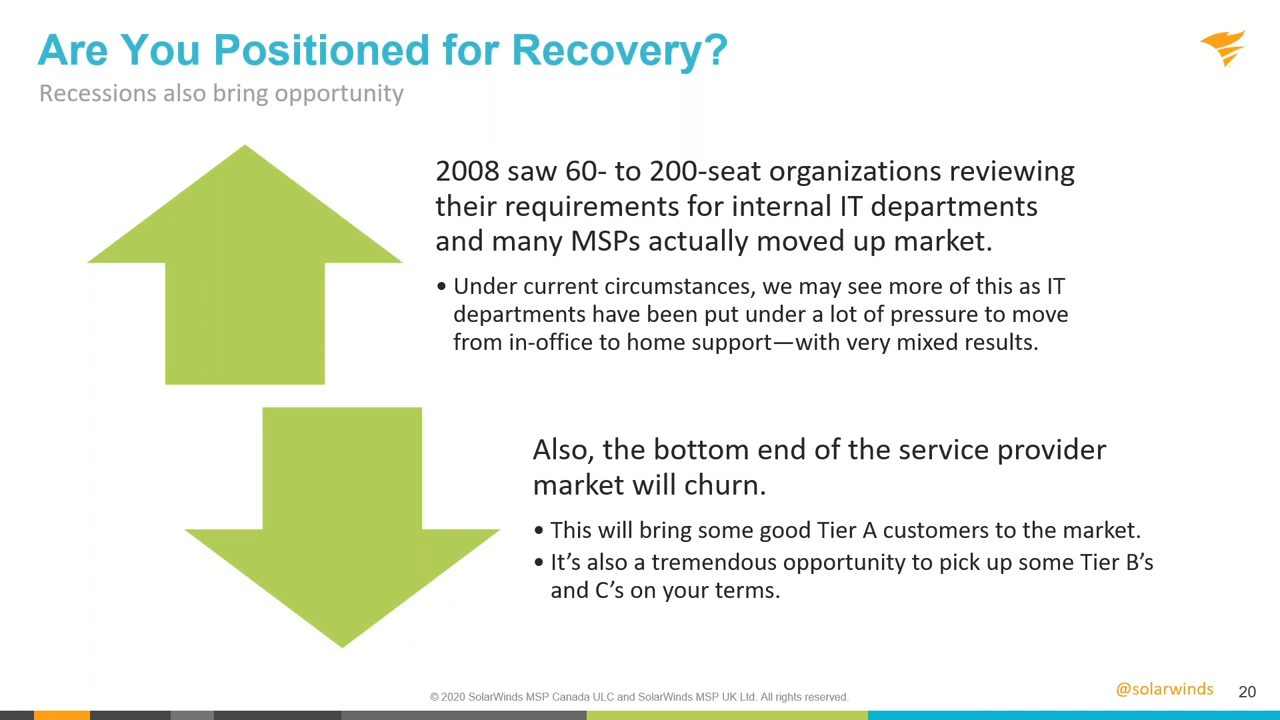 Are You Positioned for Recovery?
Recessions also bring opportunity
2008 saw 60- to 200-seat organizations reviewing
their requirements for internal IT departments
and many MSPs actually moved up market.
• Under current circumstances, we may see more of this as IT
departments have been put under a lot of pressure to move
from in-office to home support—with very mixed results.
Also, the bottom end of the service provider
market will churn.
• This will bring some good Tier A customers to the market.
• It’s also a tremendous opportunity to pick up some Tier B’s
and C’s on your terms.
© 2020 SolarWinds MSP Canada ULC and SolarWinds MSP UK Ltd. All rights reserved.
@solarwinds
20